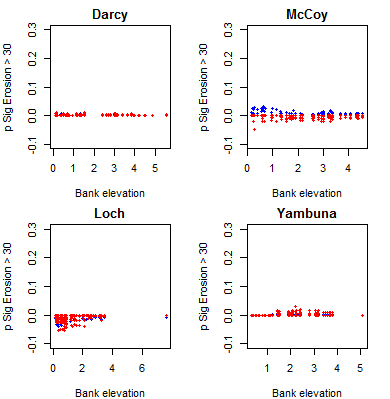 Darcy
p Sig Erosion > 30
-0.1 0.0 0.1 0.2 0.3
0 1 2 3 4 5
Bank elevation
McCoy
p Sig Erosion > 30
-0.1 0.0 0.1 0.2 0.3
0 1 2 3 4
Bank elevation
Loch
p Sig Erosion > 30
-0.1 0.0 0.1 0.2 0.3
0 2 4 6
Bank elevation
Yambuna
p Sig Erosion > 30
-0.1 0.0 0.1 0.2 0.3
1 2 3 4 5
Bank elevation